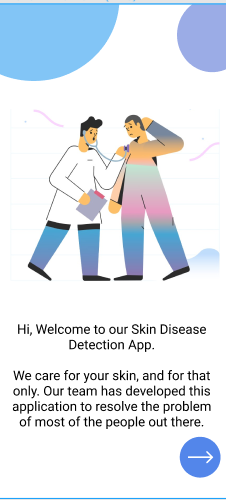 Hi, Welcome to our Skin Disease
Detection App.
We care for your skin, and for that
only. Our team has developed this
application to resolve the problem
of most of the people out there.